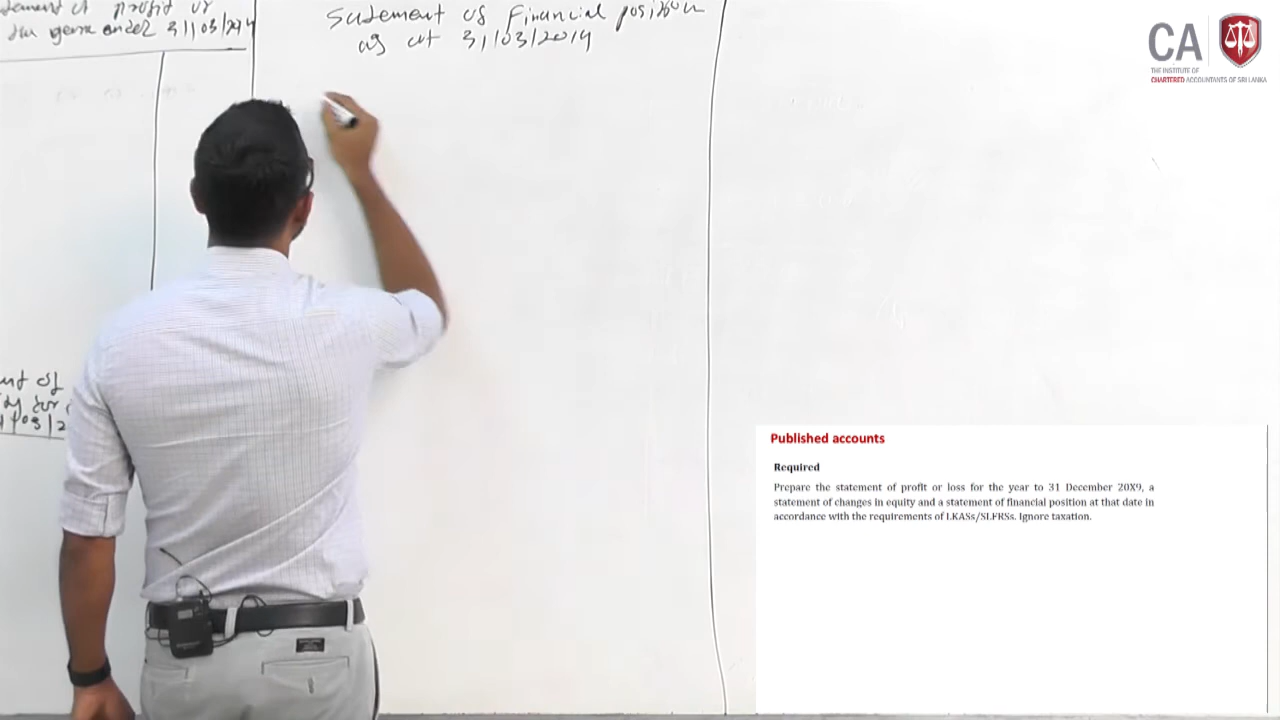 profit or
ended 31/03/2014
Statement of Financial position
as at 31/03/2014
of
for
CA
THE INSTITUTE OF
CHARTERED ACCOUNTANTS OF SRI LANKA
Published accounts
Required
Prepare the statement of profit or loss for the year to 31 December 20X9, a
statement of changes in equity and a statement of financial position at that date in
accordance with the requirements of LKASs/SLFRSs. Ignore taxation.